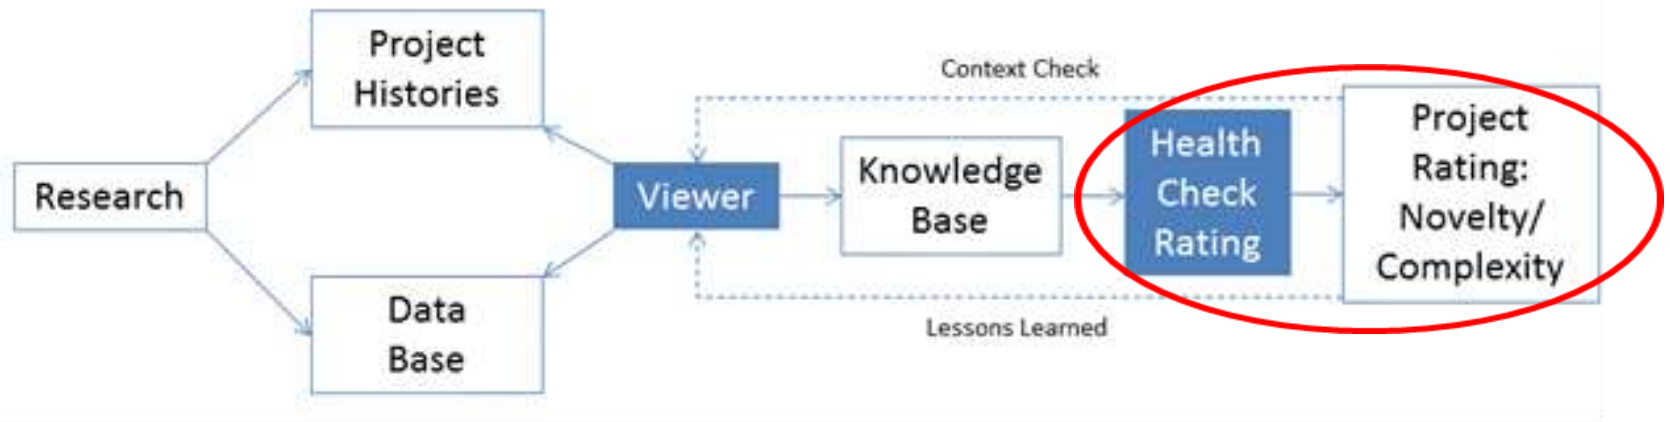 Project
Histories
Research
Data
Base
Viewer
Context Check
Knowledge
Base
Lessons Learned
Health
Check
Rating
Project
Rating:
Novelty/
Complexity